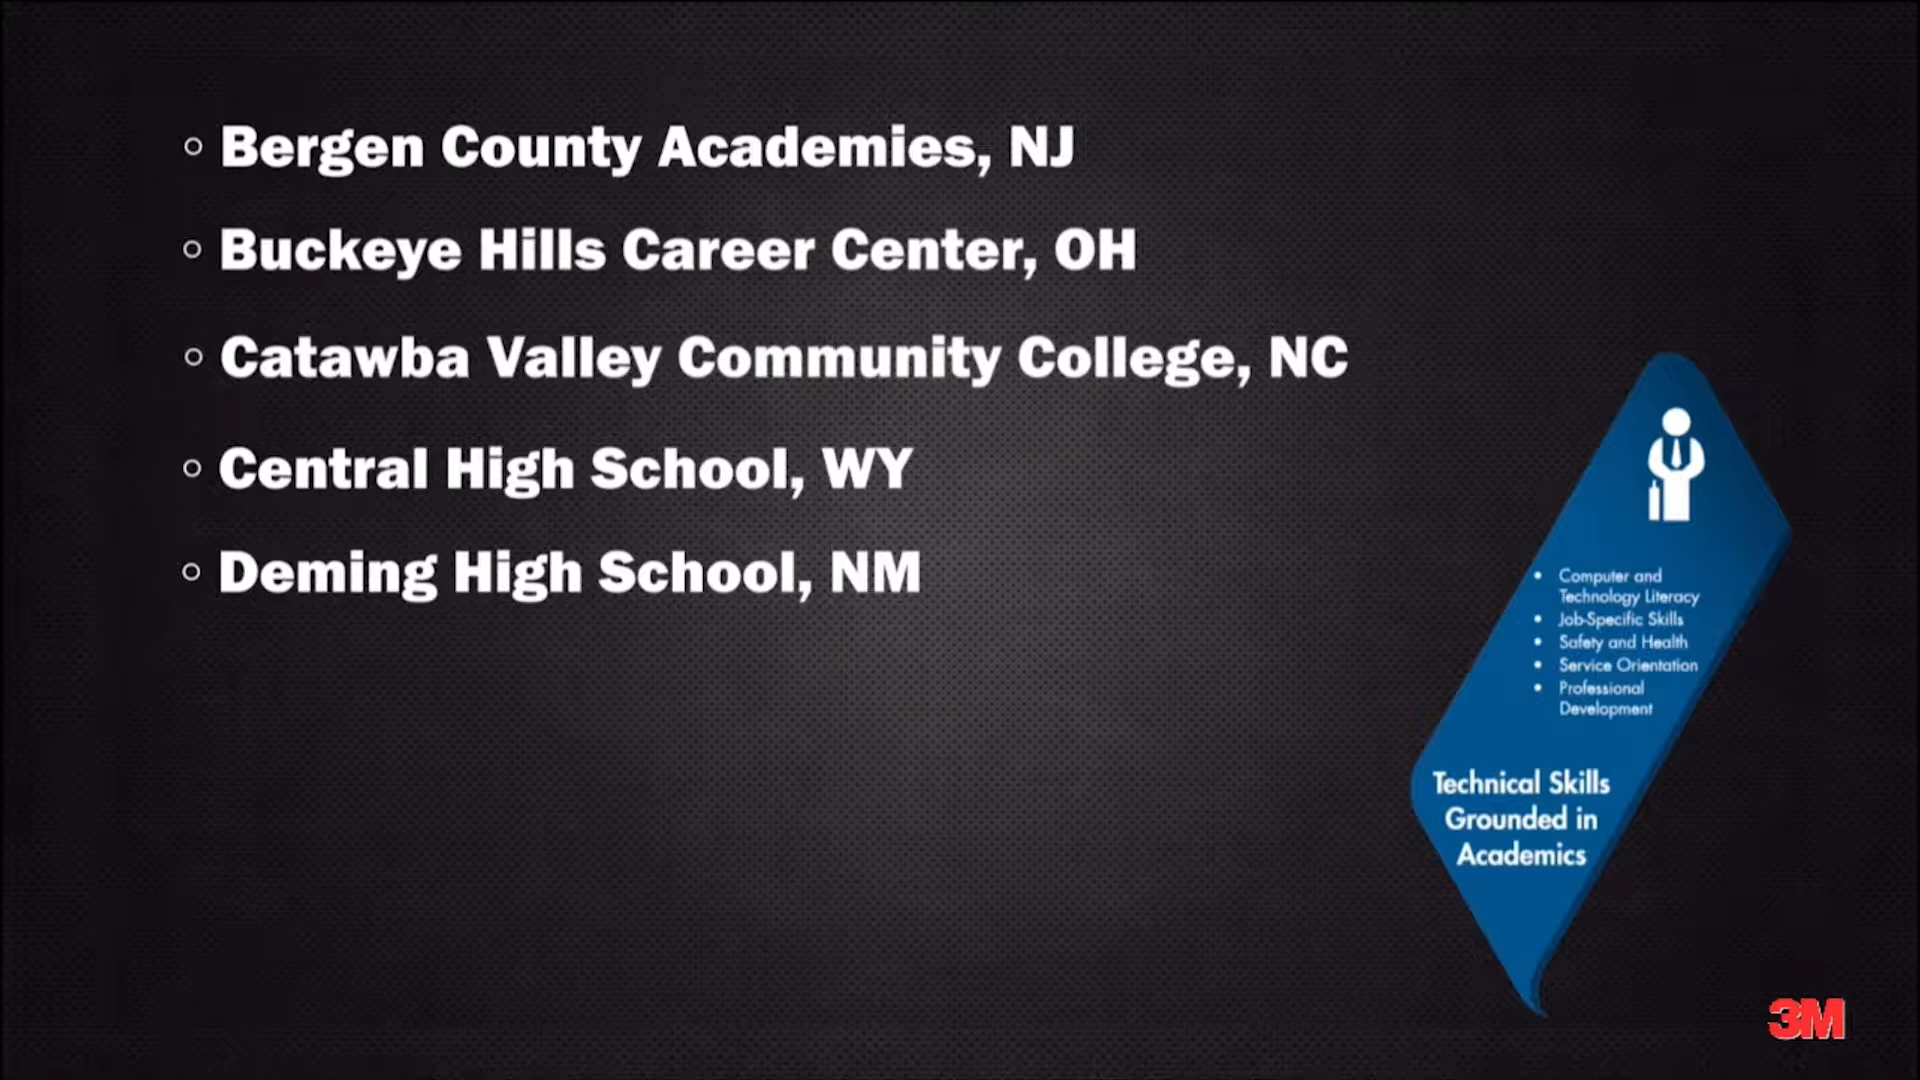 Bergen County Academies, NJ
Buckeye Hills Career Center, OH
Catawba Valley Community College, NC
Central High School, WY
Deming High School, NM
Computer and
Technology Literacy
Job-Specific Skills
Safety and Health
Service Orientation
Professional
Development
Technical Skills
Grounded in
Academics
3M